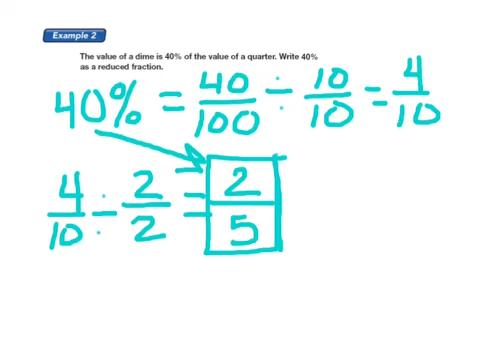 Example 2
The value of a dime is 40% of the value of a quarter. Write 40%
as a reduced fraction.
40% = 40/100 ÷ 10/10 = 4/10
4/10 ÷ 2/2 = 2/5